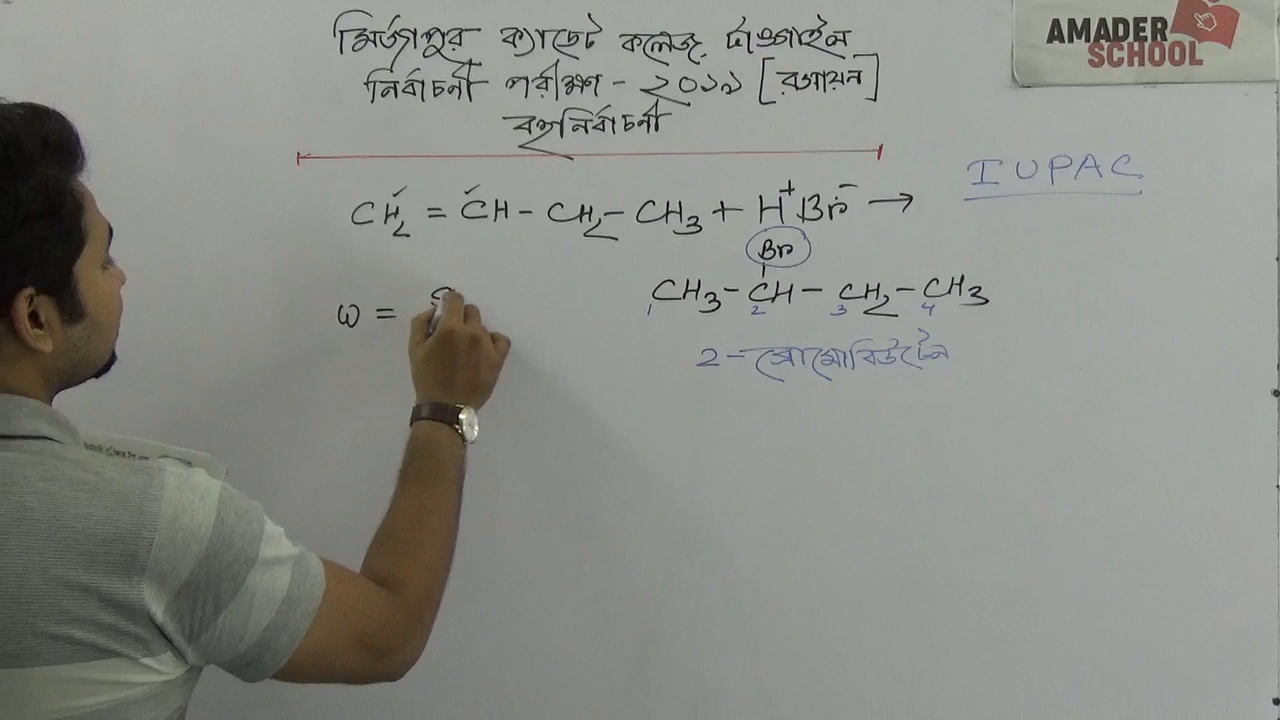 মির্জাপুর ক্যাডেট কলেজ, টাঙ্গাইল
নির্বাচনী পরীক্ষা - ২০১৯ [রসায়ন]
বহুনির্বাচনী
AMADER
SCHOOL
IUPAC
CH₂ = CH - CH₂ - CH₃ + H⁺ Br⁻ →
Br
CH₃ - CH - CH₂ - CH₃
1 2 3 4
2-ব্রোমোবিউটেন
ω =